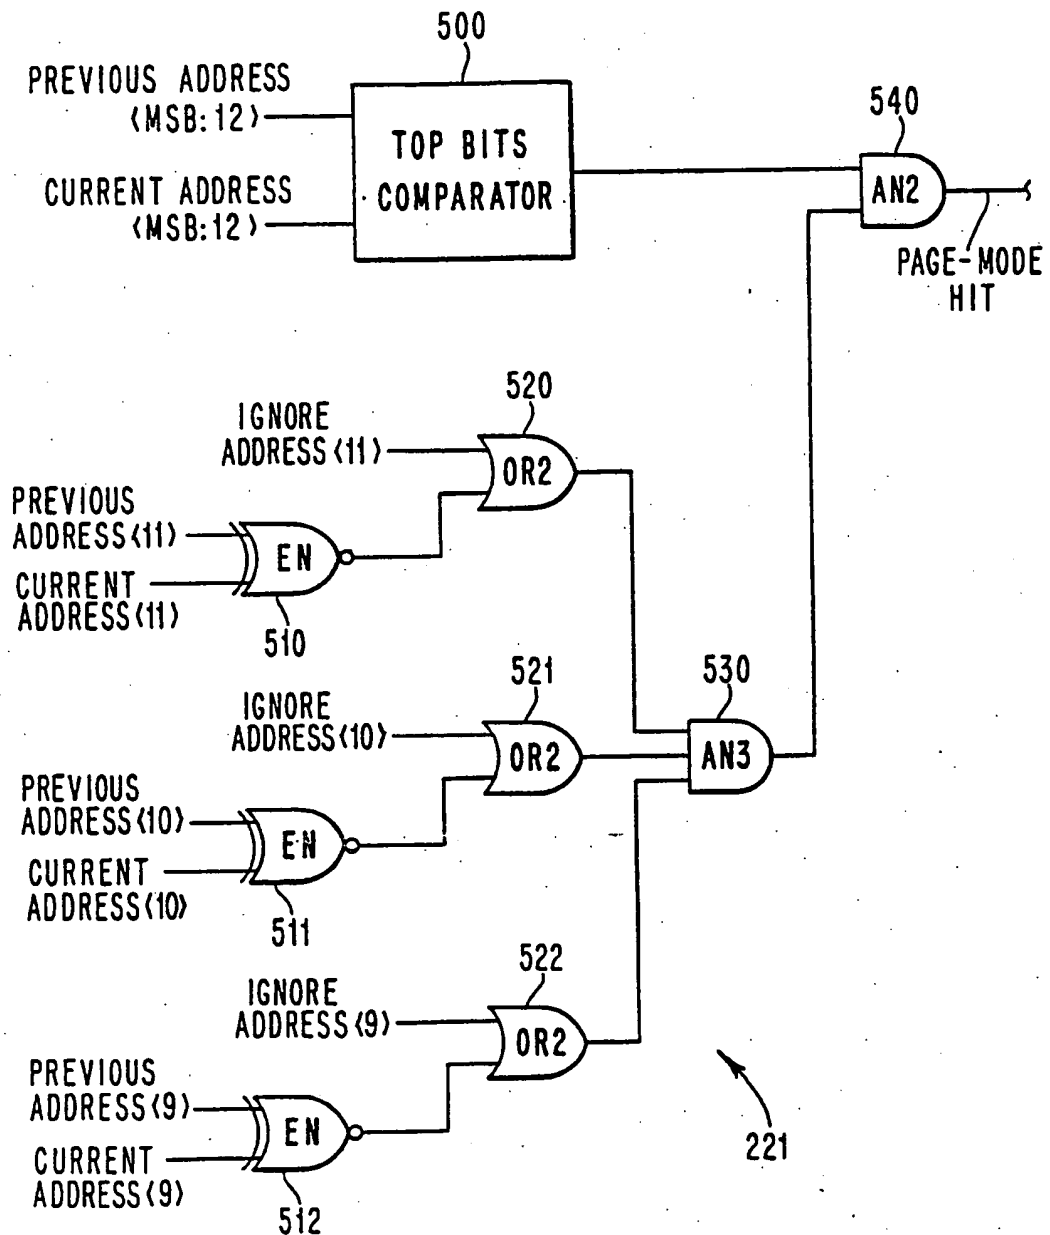 500
PREVIOUS ADDRESS
<MSB:12>
TOP BITS
COMPARATOR
CURRENT ADDRESS
<MSB:12>
540
AN2
PAGE-MODE
HIT
520
IGNORE
ADDRESS<11>
OR2
PREVIOUS
ADDRESS<11>
EN
CURRENT
ADDRESS<11>
510
521
530
IGNORE
ADDRESS<10>
OR2
AN3
PREVIOUS
ADDRESS<10>
EN
CURRENT
ADDRESS<10>
511
522
IGNORE
ADDRESS<9>
OR2
PREVIOUS
ADDRESS<9>
EN
CURRENT
ADDRESS<9>
512
221